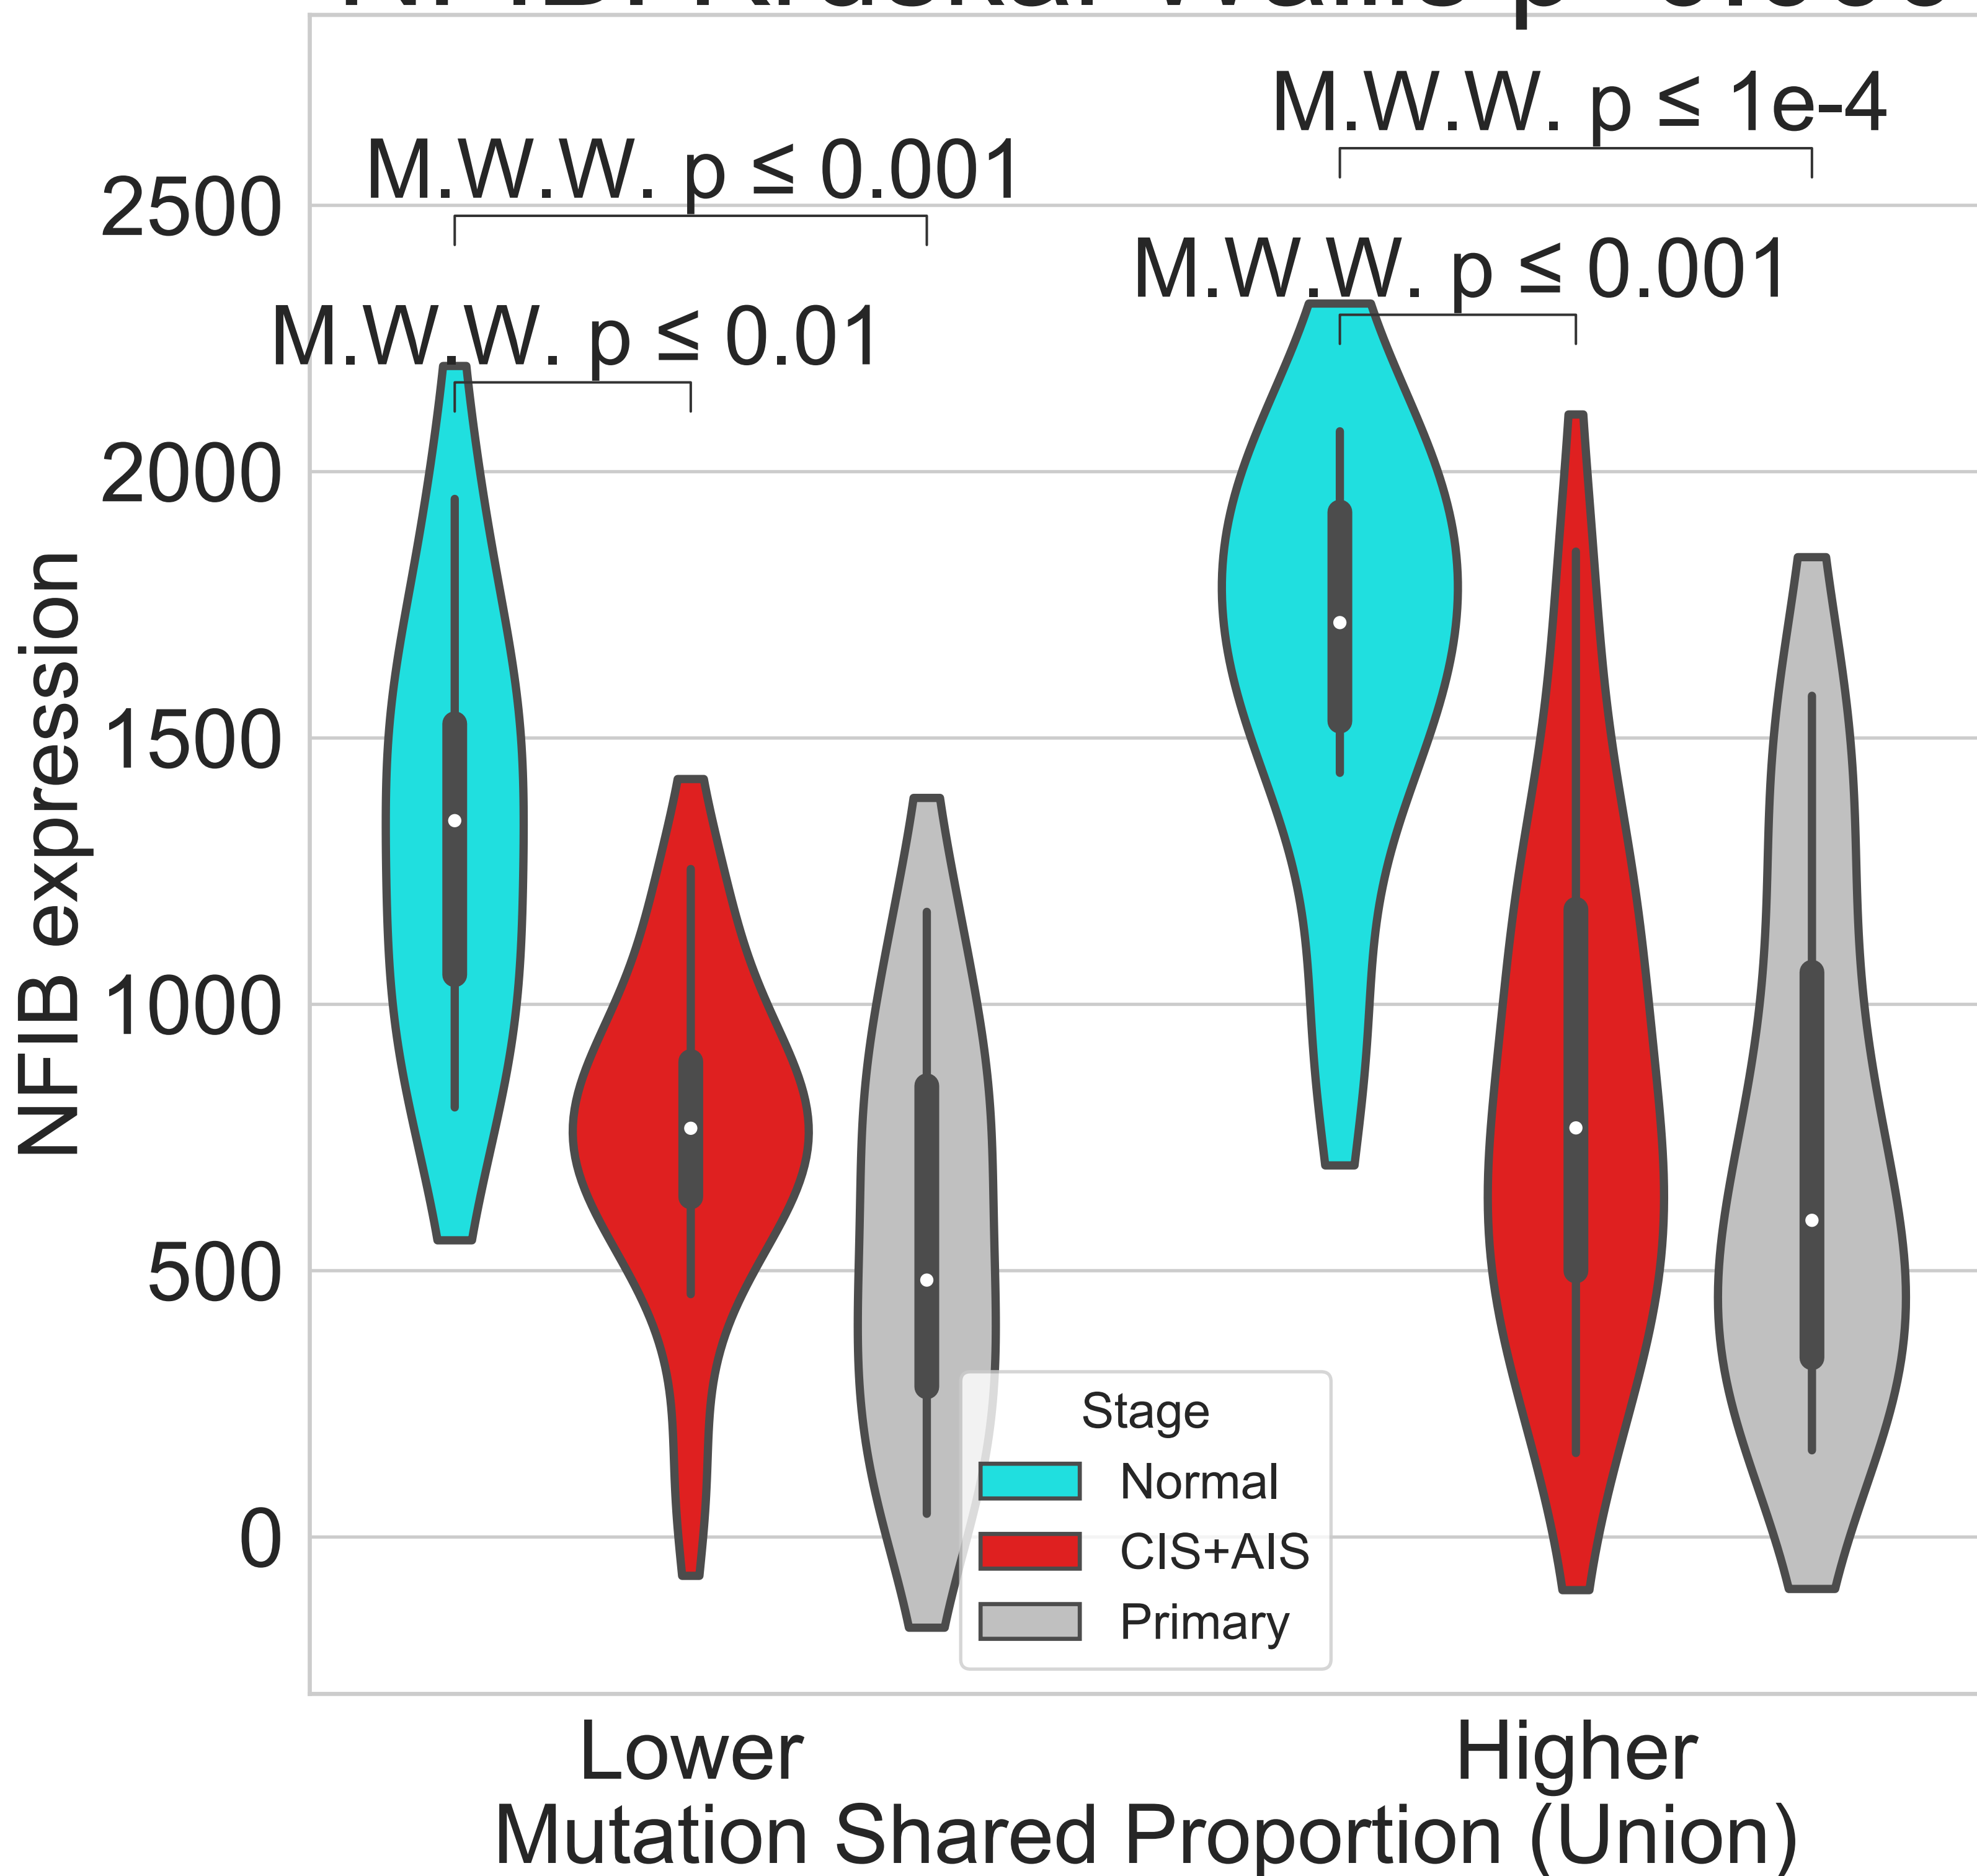 M.W.W. p ≤ 1e-4
M.W.W. p ≤ 0.001
2500
M.W.W. p ≤ 0.001
M.W.W. p ≤ 0.01
2000
1500
1000
500
0
NFIB expression
Stage
Normal
CIS+AIS
Primary
Lower
Higher
Mutation Shared Proportion (Union)